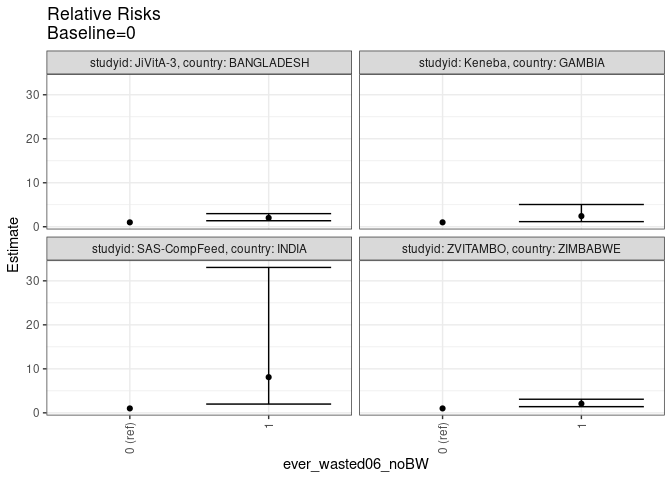 Relative Risks
Baseline=0
studyid: JiVitA-3, country: BANGLADESH
studyid: Keneba, country: GAMBIA
30
20
10
0
Estimate
studyid: SAS-CompFeed, country: INDIA
studyid: ZVITAMBO, country: ZIMBABWE
30
20
10
0
0 (ref)
1
0 (ref)
1
ever_wasted06_noBW